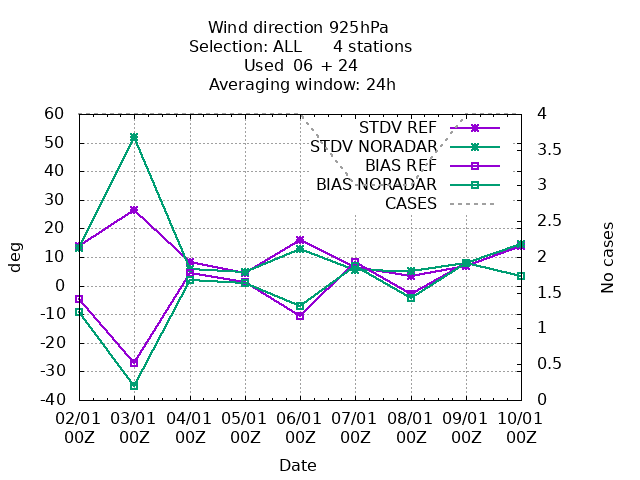 Wind direction 925hPa
Selection: ALL      4 stations
Used  06 + 24
Averaging window: 24h
60
50
40
30
20
10
0
-10
-20
-30
-40
deg
STDV REF
STDV NORADAR
BIAS REF
BIAS NORADAR
CASES
4
3.5
3
2.5
2
1.5
1
0.5
0
No cases
02/01 03/01 04/01 05/01 06/01 07/01 08/01 09/01 10/01
00Z 00Z 00Z 00Z 00Z 00Z 00Z 00Z 00Z
Date